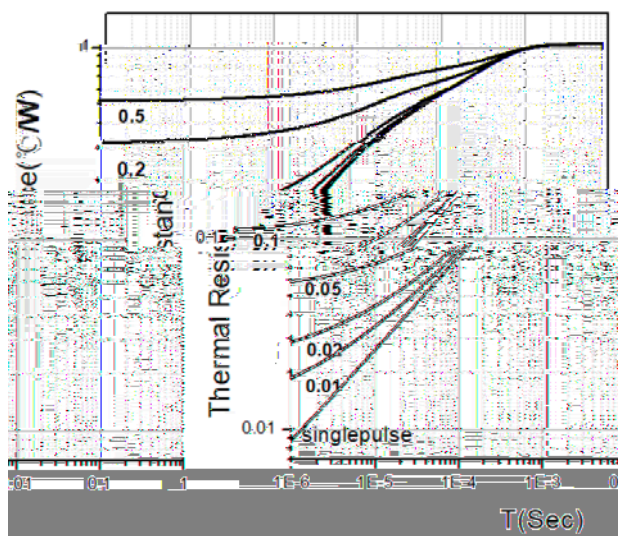 1
0.5
0.2
0.1
0.05
0.02
0.01
0.01
singlepulse
Thermal Resis
stan
(℃/W)
1E-6
1E-5
1E-4
1E-3
0.1
1
T(Sec)